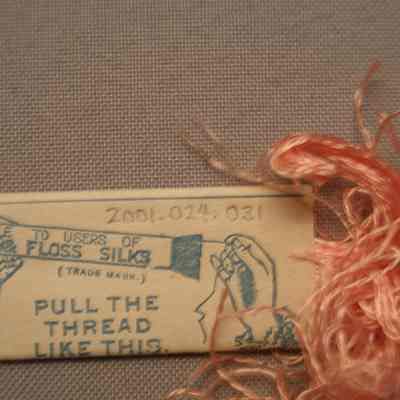 2001.024.031
TO USERS OF
FLOSS SILKS
(TRADE MARK.)
PULL THE
THREAD
LIKE THIS.